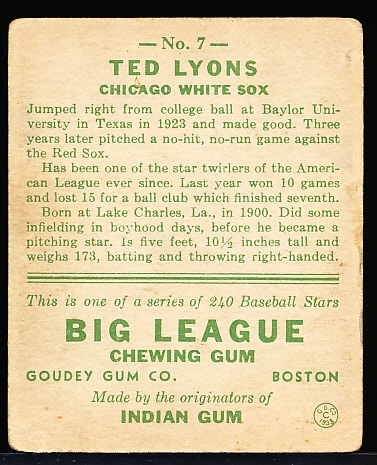 — No. 7 —
TED LYONS
CHICAGO WHITE SOX
Jumped right from college ball at Baylor Uni-
versity in Texas in 1923 and made good. Three
years later pitched a no-hit, no-run game against
the Red Sox.
Has been one of the star twirlers of the Ameri-
can League ever since. Last year won 10 games
and lost 15 for a ball club which finished seventh.
Born at Lake Charles, La., in 1900. Did some
infielding in boyhood days, before he became a
pitching star. Is five feet, 10½ inches tall and
weighs 173, batting and throwing right-handed.
This is one of a series of 240 Baseball Stars
BIG LEAGUE
CHEWING GUM
GOUDEY GUM CO. BOSTON
Made by the originators of
INDIAN GUM